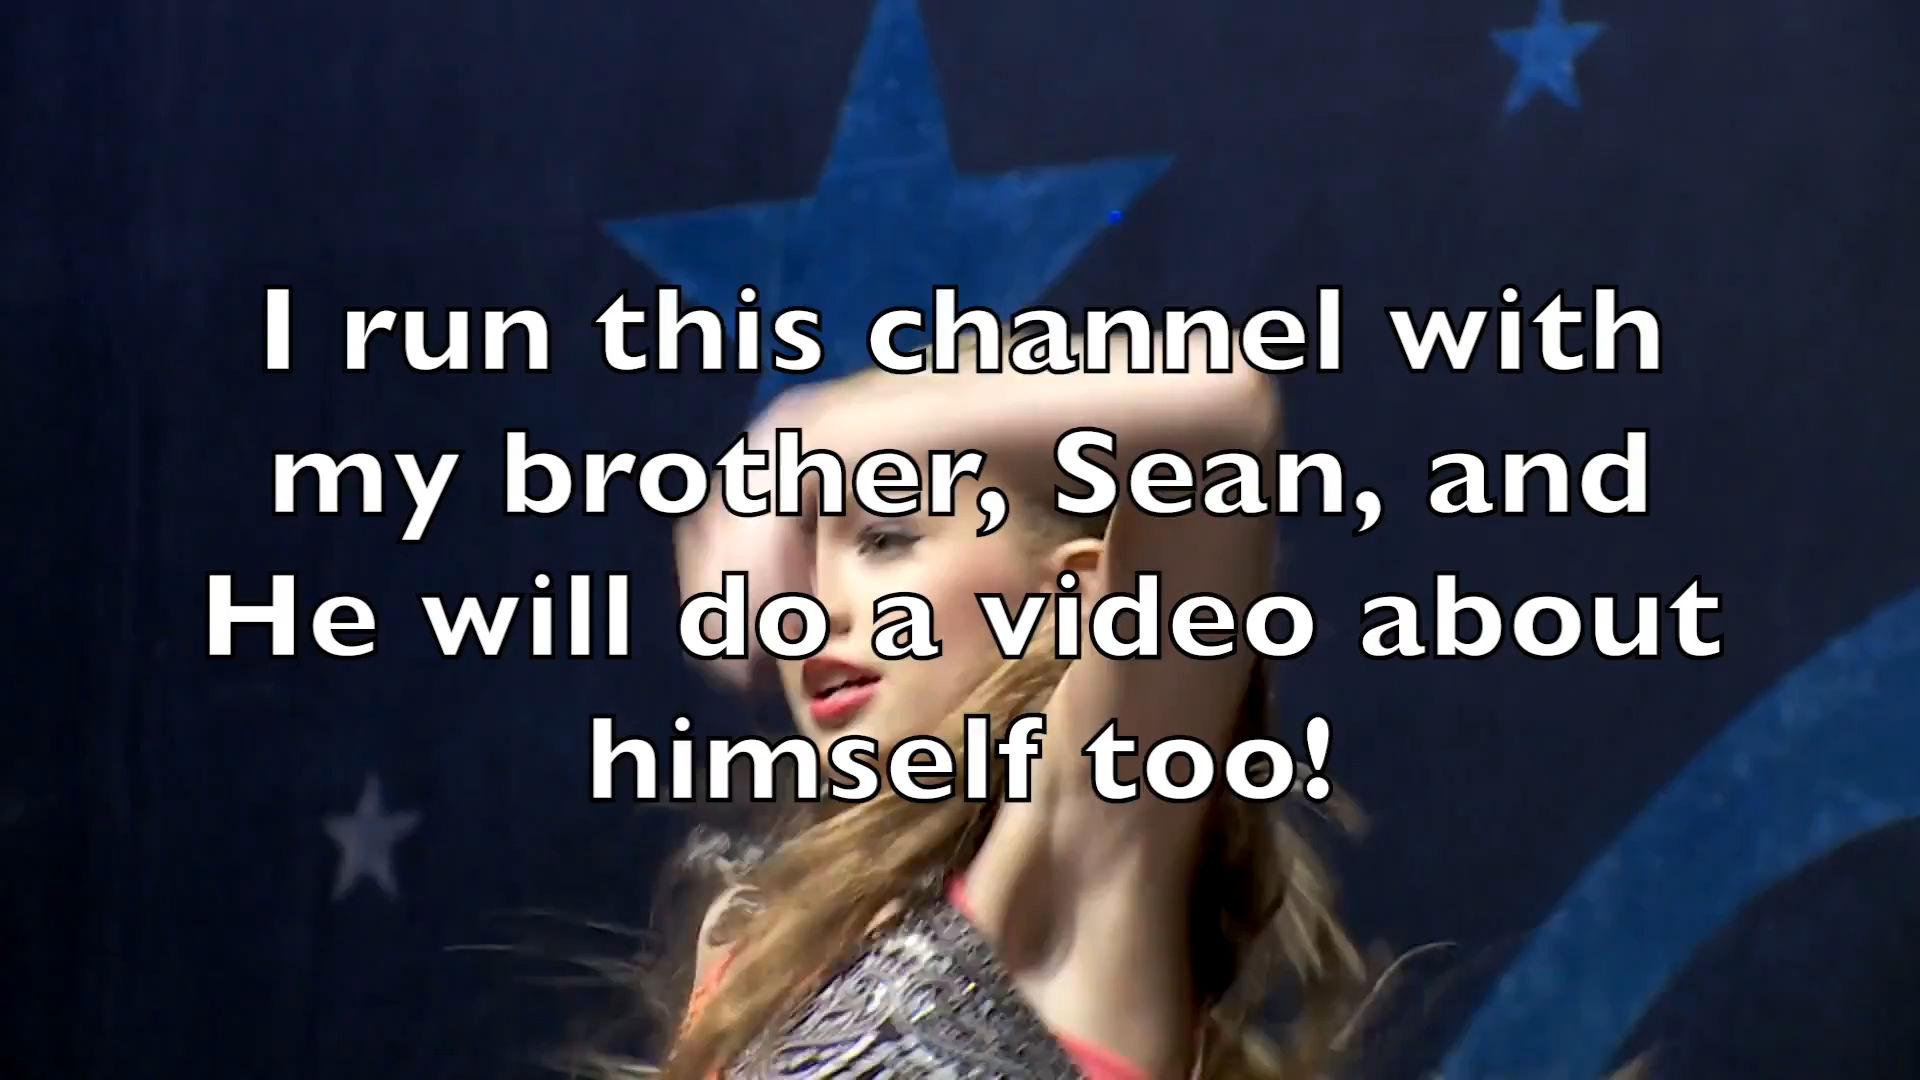 I run this channel with
my brother, Sean, and
He will do a video about
himself too!